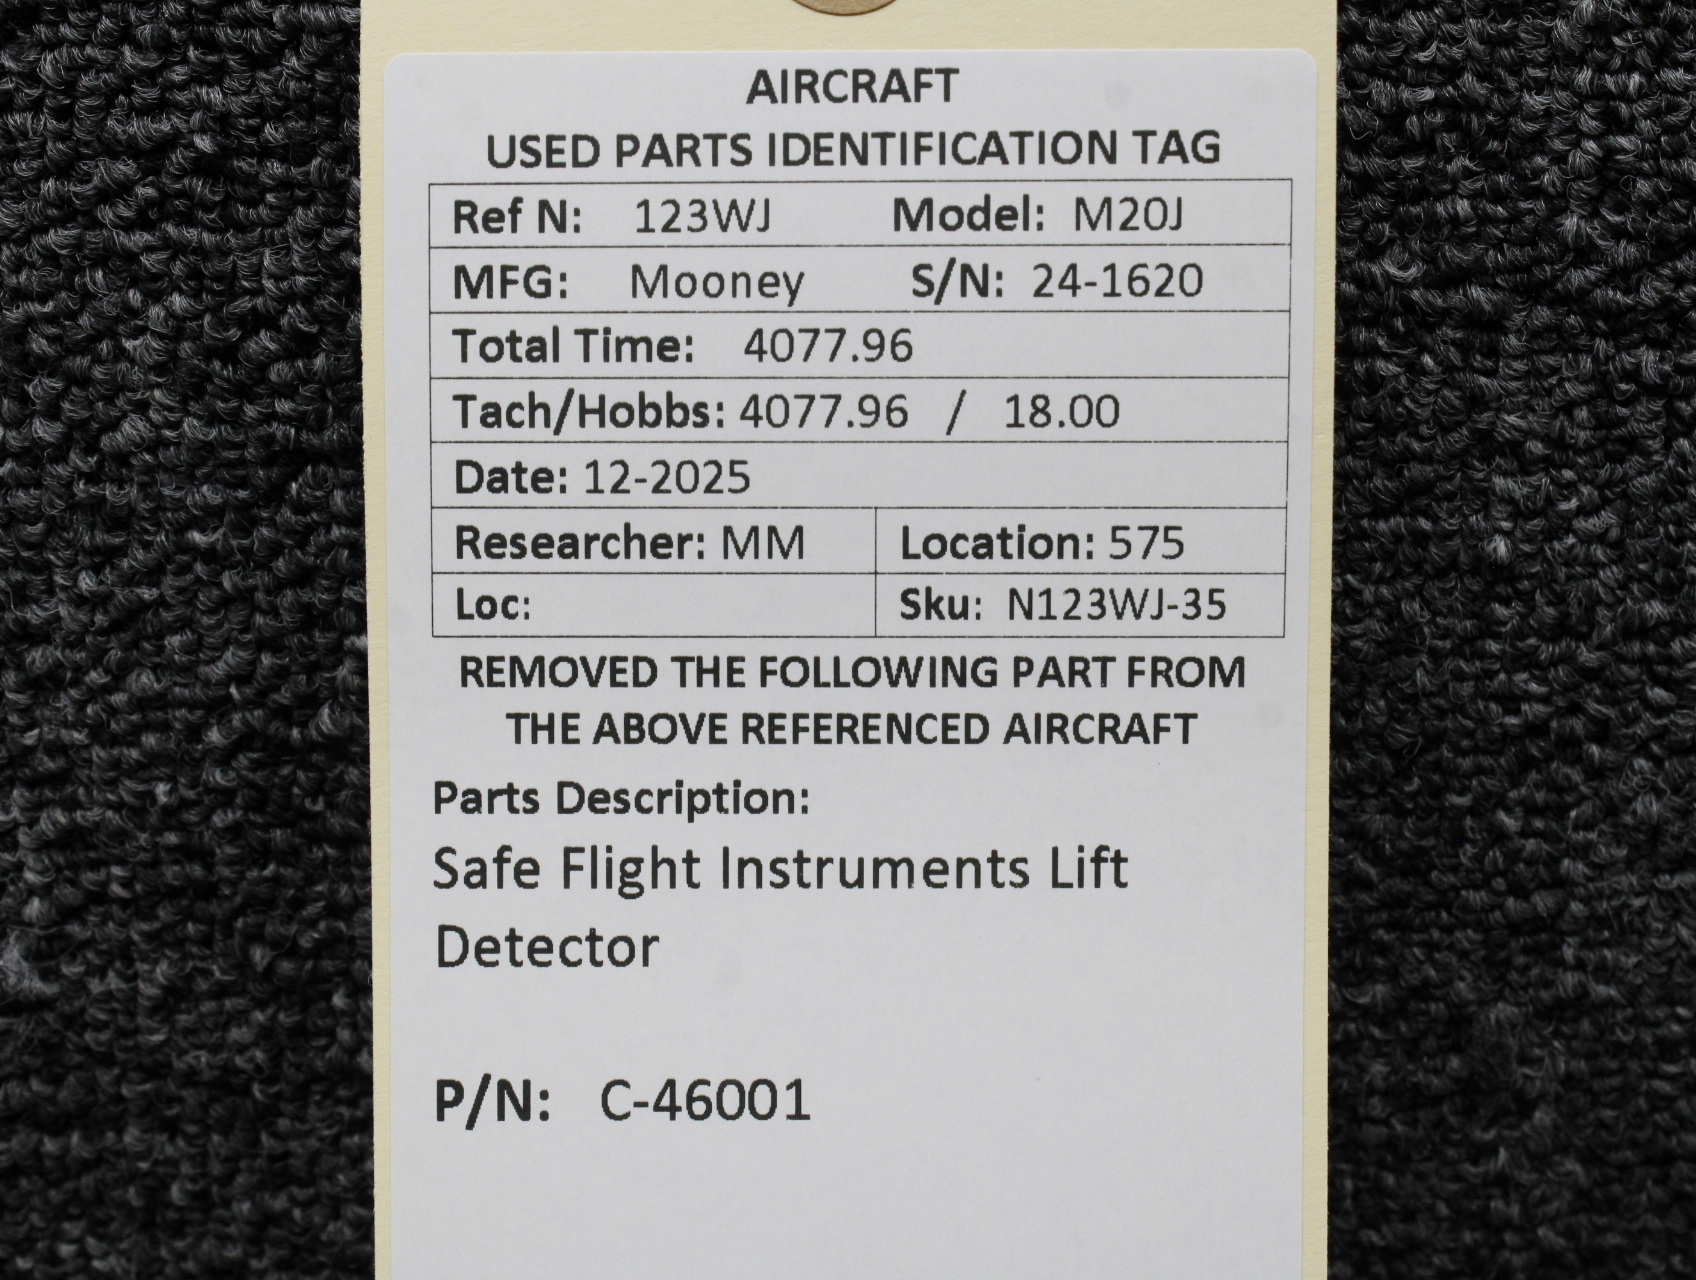 AIRCRAFT
USED PARTS IDENTIFICATION TAG
Ref N: 123WJ Model: M20J
MFG: Mooney S/N: 24-1620
Total Time: 4077.96
Tach/Hobbs: 4077.96 / 18.00
Date: 12-2025
Researcher: MM Location: 575
Loc: Sku: N123WJ-35
REMOVED THE FOLLOWING PART FROM
THE ABOVE REFERENCED AIRCRAFT
Parts Description:
Safe Flight Instruments Lift
Detector
P/N: C-46001